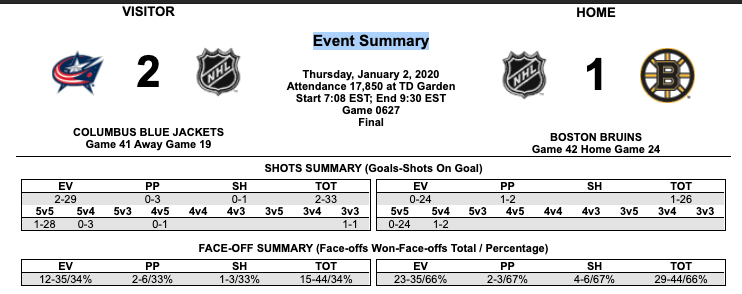 VISITOR
HOME
Event Summary
2
NHL
NHL
1
B
Thursday, January 2, 2020
Attendance 17,850 at TD Garden
Start 7:08 EST; End 9:30 EST
Game 0627
Final
COLUMBUS BLUE JACKETS
Game 41 Away Game 19
BOSTON BRUINS
Game 42 Home Game 24
SHOTS SUMMARY (Goals-Shots On Goal)
EV PP SH TOT EV PP SH TOT
2-29 0-3 0-1 2-33 0-24 1-2 1-26
5v5 5v4 5v3 4v5 4v4 4v3 3v5 3v4 3v3 5v5 5v4 5v3 4v5 4v4 4v3 3v5 3v4 3v3
1-28 0-3 0-1 1-1 0-24 1-2
FACE-OFF SUMMARY (Face-offs Won-Face-offs Total / Percentage)
EV PP SH TOT EV PP SH TOT
12-35/34% 2-6/33% 1-3/33% 15-44/34% 23-35/66% 2-3/67% 4-6/67% 29-44/66%